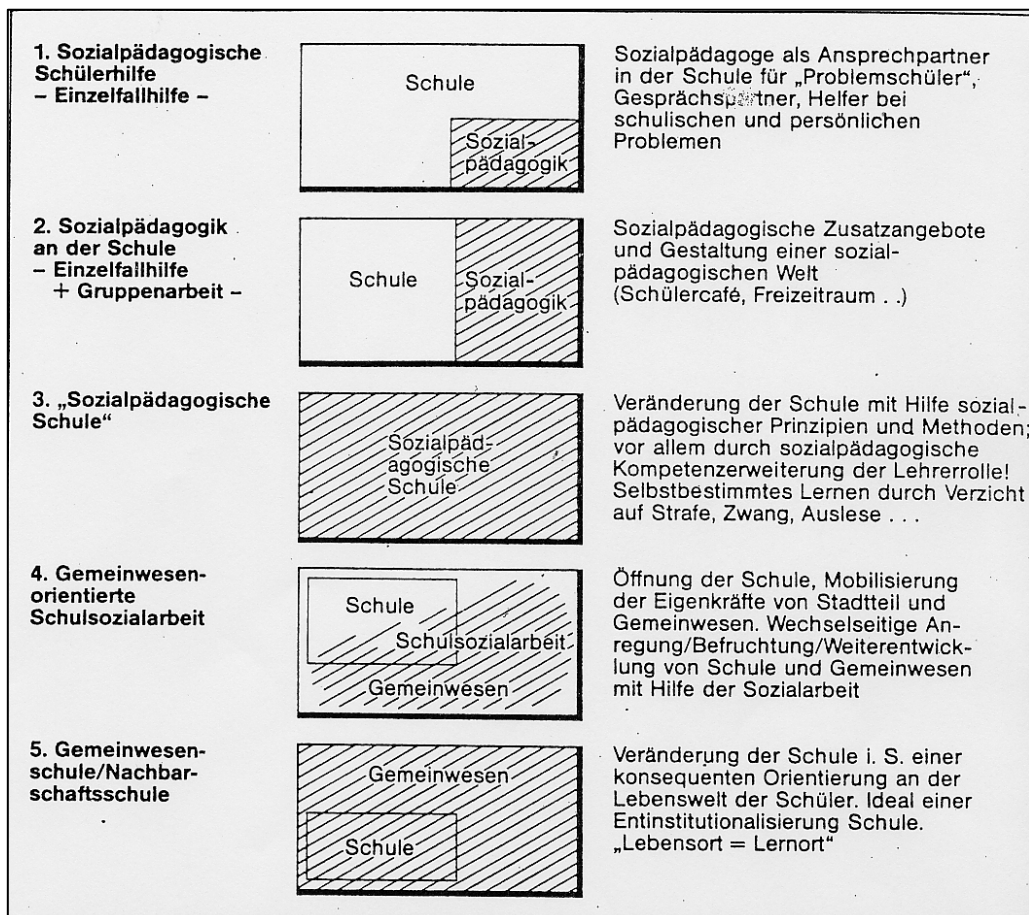 1. Sozialpädagogische
Schülerhilfe
– Einzelfallhilfe –
Schule
Sozial-
pädagogik
Sozialpädagoge als Ansprechpartner
in der Schule für „Problemschüler“,
Gesprächspartner, Helfer bei
schulischen und persönlichen
Problemen
2. Sozialpädagogik
an der Schule
– Einzelfallhilfe
+ Gruppenarbeit –
Schule
Sozial-
pädagogik
Sozialpädagogische Zusatzangebote
und Gestaltung einer sozial-
pädagogischen Welt
(Schülercafé, Freizeitraum . .)
3. „Sozialpädagogische
Schule“
Sozialpäd-
agogische
Schule
Veränderung der Schule mit Hilfe sozial-
pädagogischer Prinzipien und Methoden;
vor allem durch sozialpädagogische
Kompetenzerweiterung der Lehrerrolle!
Selbstbestimmtes Lernen durch Verzicht
auf Strafe, Zwang, Auslese . . .
4. Gemeinwesen-
orientierte
Schulsozialarbeit
Schule
Schulsozialarbeit
Gemeinwesen
Öffnung der Schule, Mobilisierung
der Eigenkräfte von Stadtteil und
Gemeinwesen. Wechselseitige An-
regung/Befruchtung/Weiterentwick-
lung von Schule und Gemeinwesen
mit Hilfe der Sozialarbeit
5. Gemeinwesen-
schule/Nachbar-
schaftsschule
Gemeinwesen
Schule
Veränderung der Schule i. S. einer
konsequenten Orientierung an der
Lebenswelt der Schüler. Ideal einer
Entinstitutionalisierung Schule.
„Lebensort = Lernort“